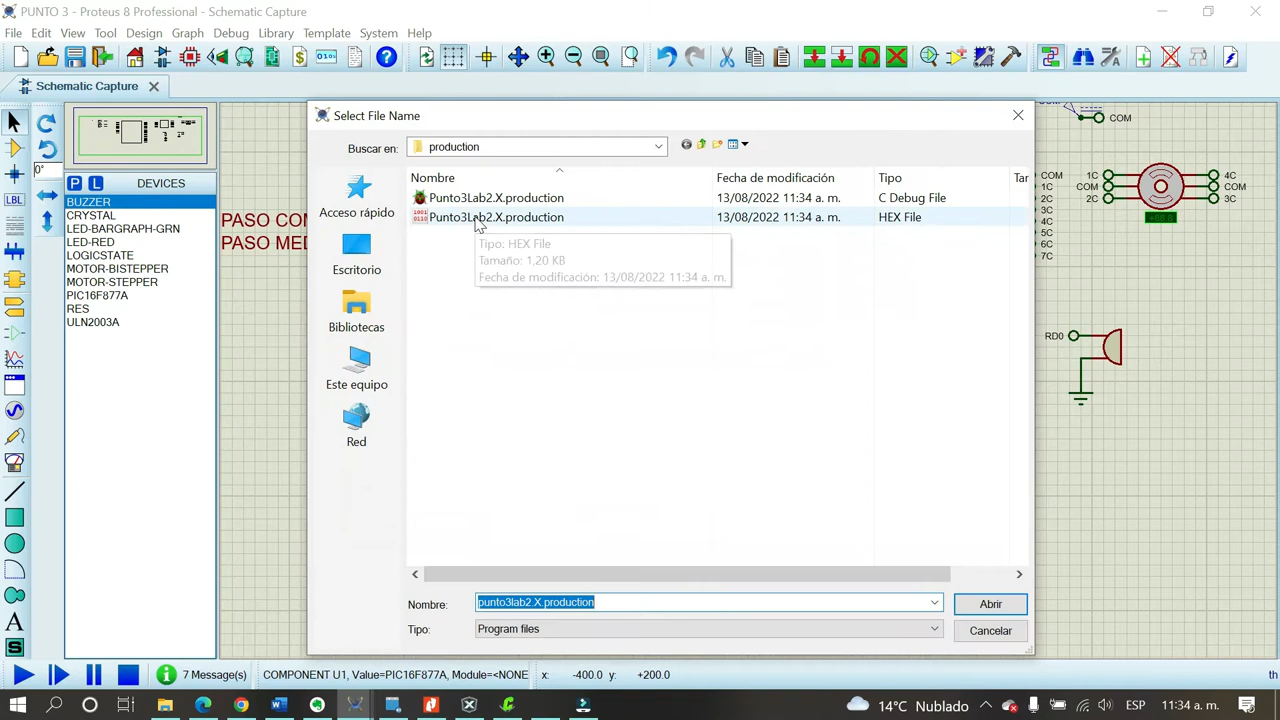 PUNTO 3 - Proteus 8 Professional - Schematic Capture
File Edit View Tool Design Graph Debug Library Template System Help
Schematic Capture
Select File Name
Buscar en: production
Nombre Fecha de modificación Tipo Tar
Punto3Lab2.X.production 13/08/2022 11:34 a. m. C Debug File
Punto3Lab2.X.production 13/08/2022 11:34 a. m. HEX File
Tipo: HEX File
Tamaño: 1,20 KB
Fecha de modificación: 13/08/2022 11:34 a. m.
Acceso rápido
Escritorio
Bibliotecas
Este equipo
Red
Nombre: punto3lab2.X.production
Abrir
Tipo: Program files
Cancelar
0°
LBL
P L DEVICES
BUZZER
CRYSTAL
LED-BARGRAPH-GRN
LED-RED
LOGICSTATE
MOTOR-BISTEPPER
MOTOR-STEPPER
PIC16F877A
RES
ULN2003A
PASO COM
PASO MED
COM
COM 1C 4C
1C COM COM
2C 2C 3C
3C
4C
5C
6C
7C
RD0
A
S
7 Message(s) COMPONENT U1, Value=PIC16F877A, Module=<NONE x: -400.0 y: +200.0 th
14°C Nublado ESP 11:34 a. m.